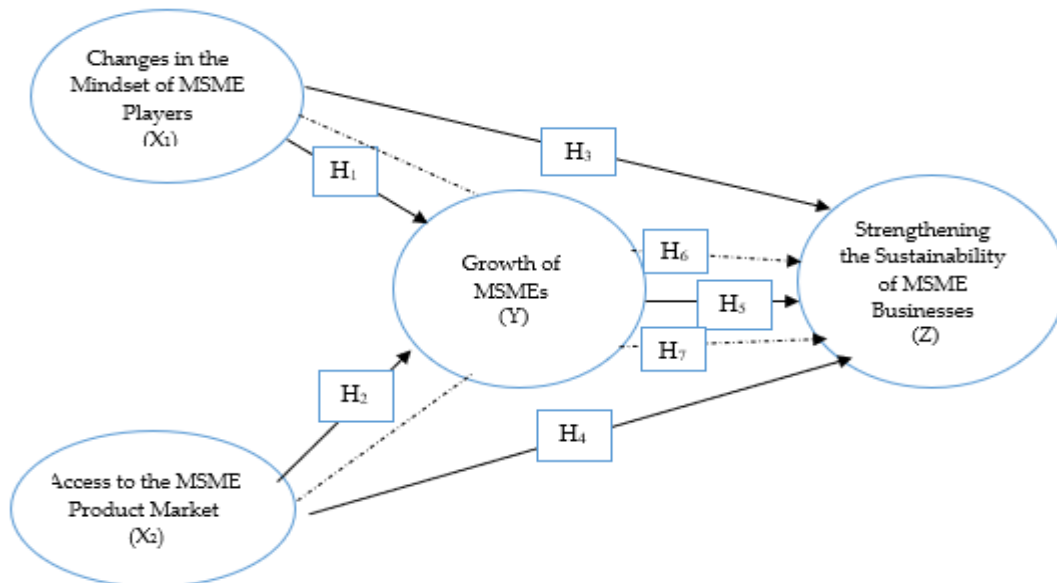 Changes in the
Mindset of MSME
Players
(X₁)
H₁
H₃
Growth of
MSMEs
(Y)
H₆
H₅
H₇
Strengthening
the Sustainability
of MSME
Businesses
(Z)
H₂
H₄
Access to the MSME
Product Market
(X₂)